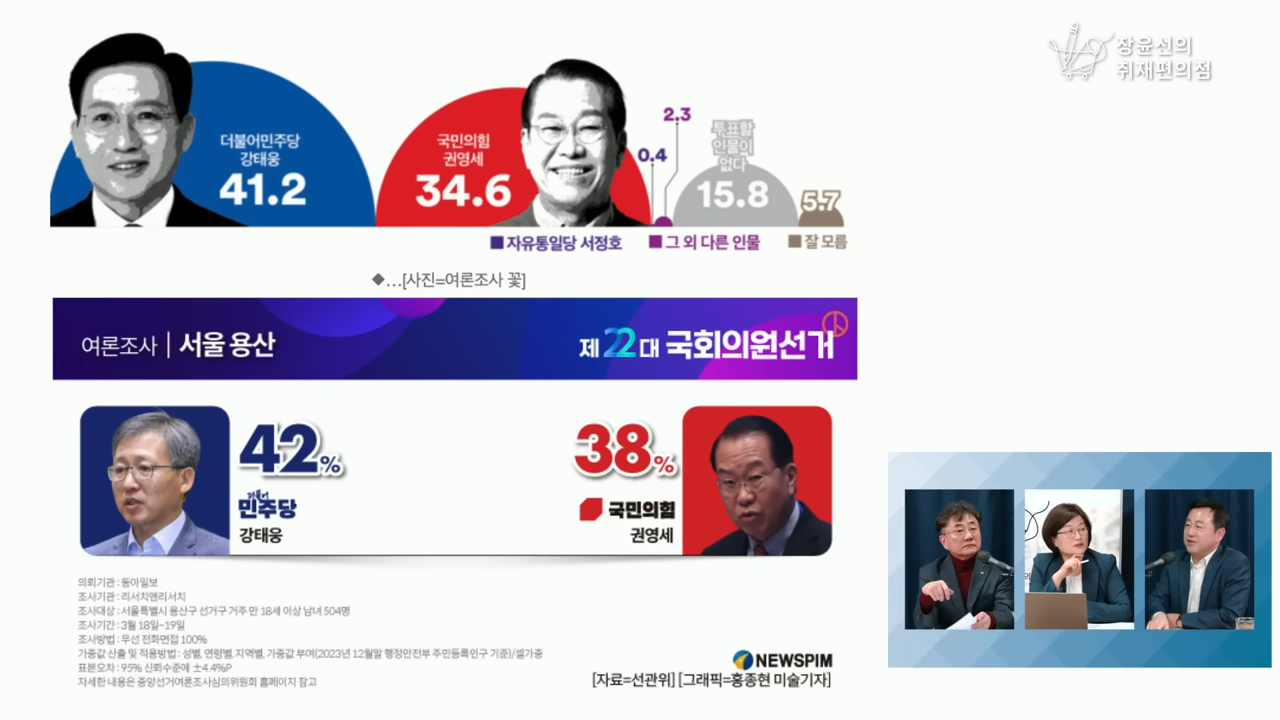 장윤선의
취재편의점
더불어민주당
강태웅
41.2
국민의힘
권영세
34.6
0.4
2.3
투표할
인물이
없다
15.8
5.7
자유통일당 서정호
그 외 다른 인물
잘 모름
◆...[사진=여론조사 꽃]
여론조사 | 서울 용산
제22대 국회의원선거
42%
더불어
민주당
강태웅
38%
국민의힘
권영세
의뢰기관 : 동아일보
조사기관 : 리서치앤리서치
조사대상 : 서울특별시 용산구 선거구 거주 만 18세 이상 남녀 504명
조사기간 : 3월 18일~19일
조사방법 : 무선 전화면접 100%
가중값 산출 및 적용방법 : 성별, 연령별, 지역별, 가중값 부여(2023년 12월말 행정안전부 주민등록인구 기준)/셀가중
표본오차 : 95% 신뢰수준에 ±4.4%P
자세한 내용은 중앙선거여론조사심의위원회 홈페이지 참고
NEWSPIM
[자료=선관위] [그래픽=홍종현 미술기자]